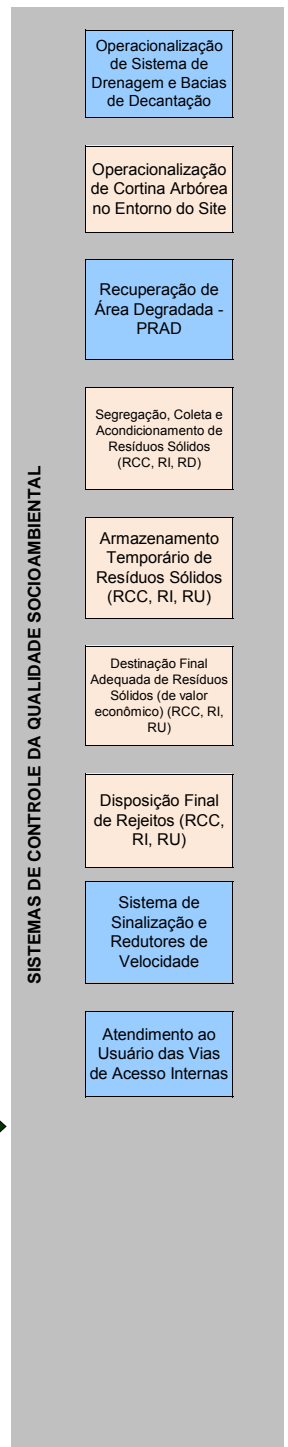 SISTEMAS DE CONTROLE DA QUALIDADE SOCIOAMBIENTAL
Operacionalização
de Sistema de
Drenagem e Bacias
de Decantação
Operacionalização
de Cortina Arbórea
no Entorno do Site
Recuperação de
Área Degradada -
PRAD
Segregação, Coleta e
Acondicionamento de
Resíduos Sólidos
(RCC, RI, RD)
Armazenamento
Temporário de
Resíduos Sólidos
(RCC, RI, RU)
Destinação Final
Adequada de Resíduos
Sólidos (de valor
econômico) (RCC, RI,
RU)
Disposição Final
de Rejeitos (RCC,
RI, RU)
Sistema de
Sinalização e
Redutores de
Velocidade
Atendimento ao
Usuário das Vias
de Acesso Internas